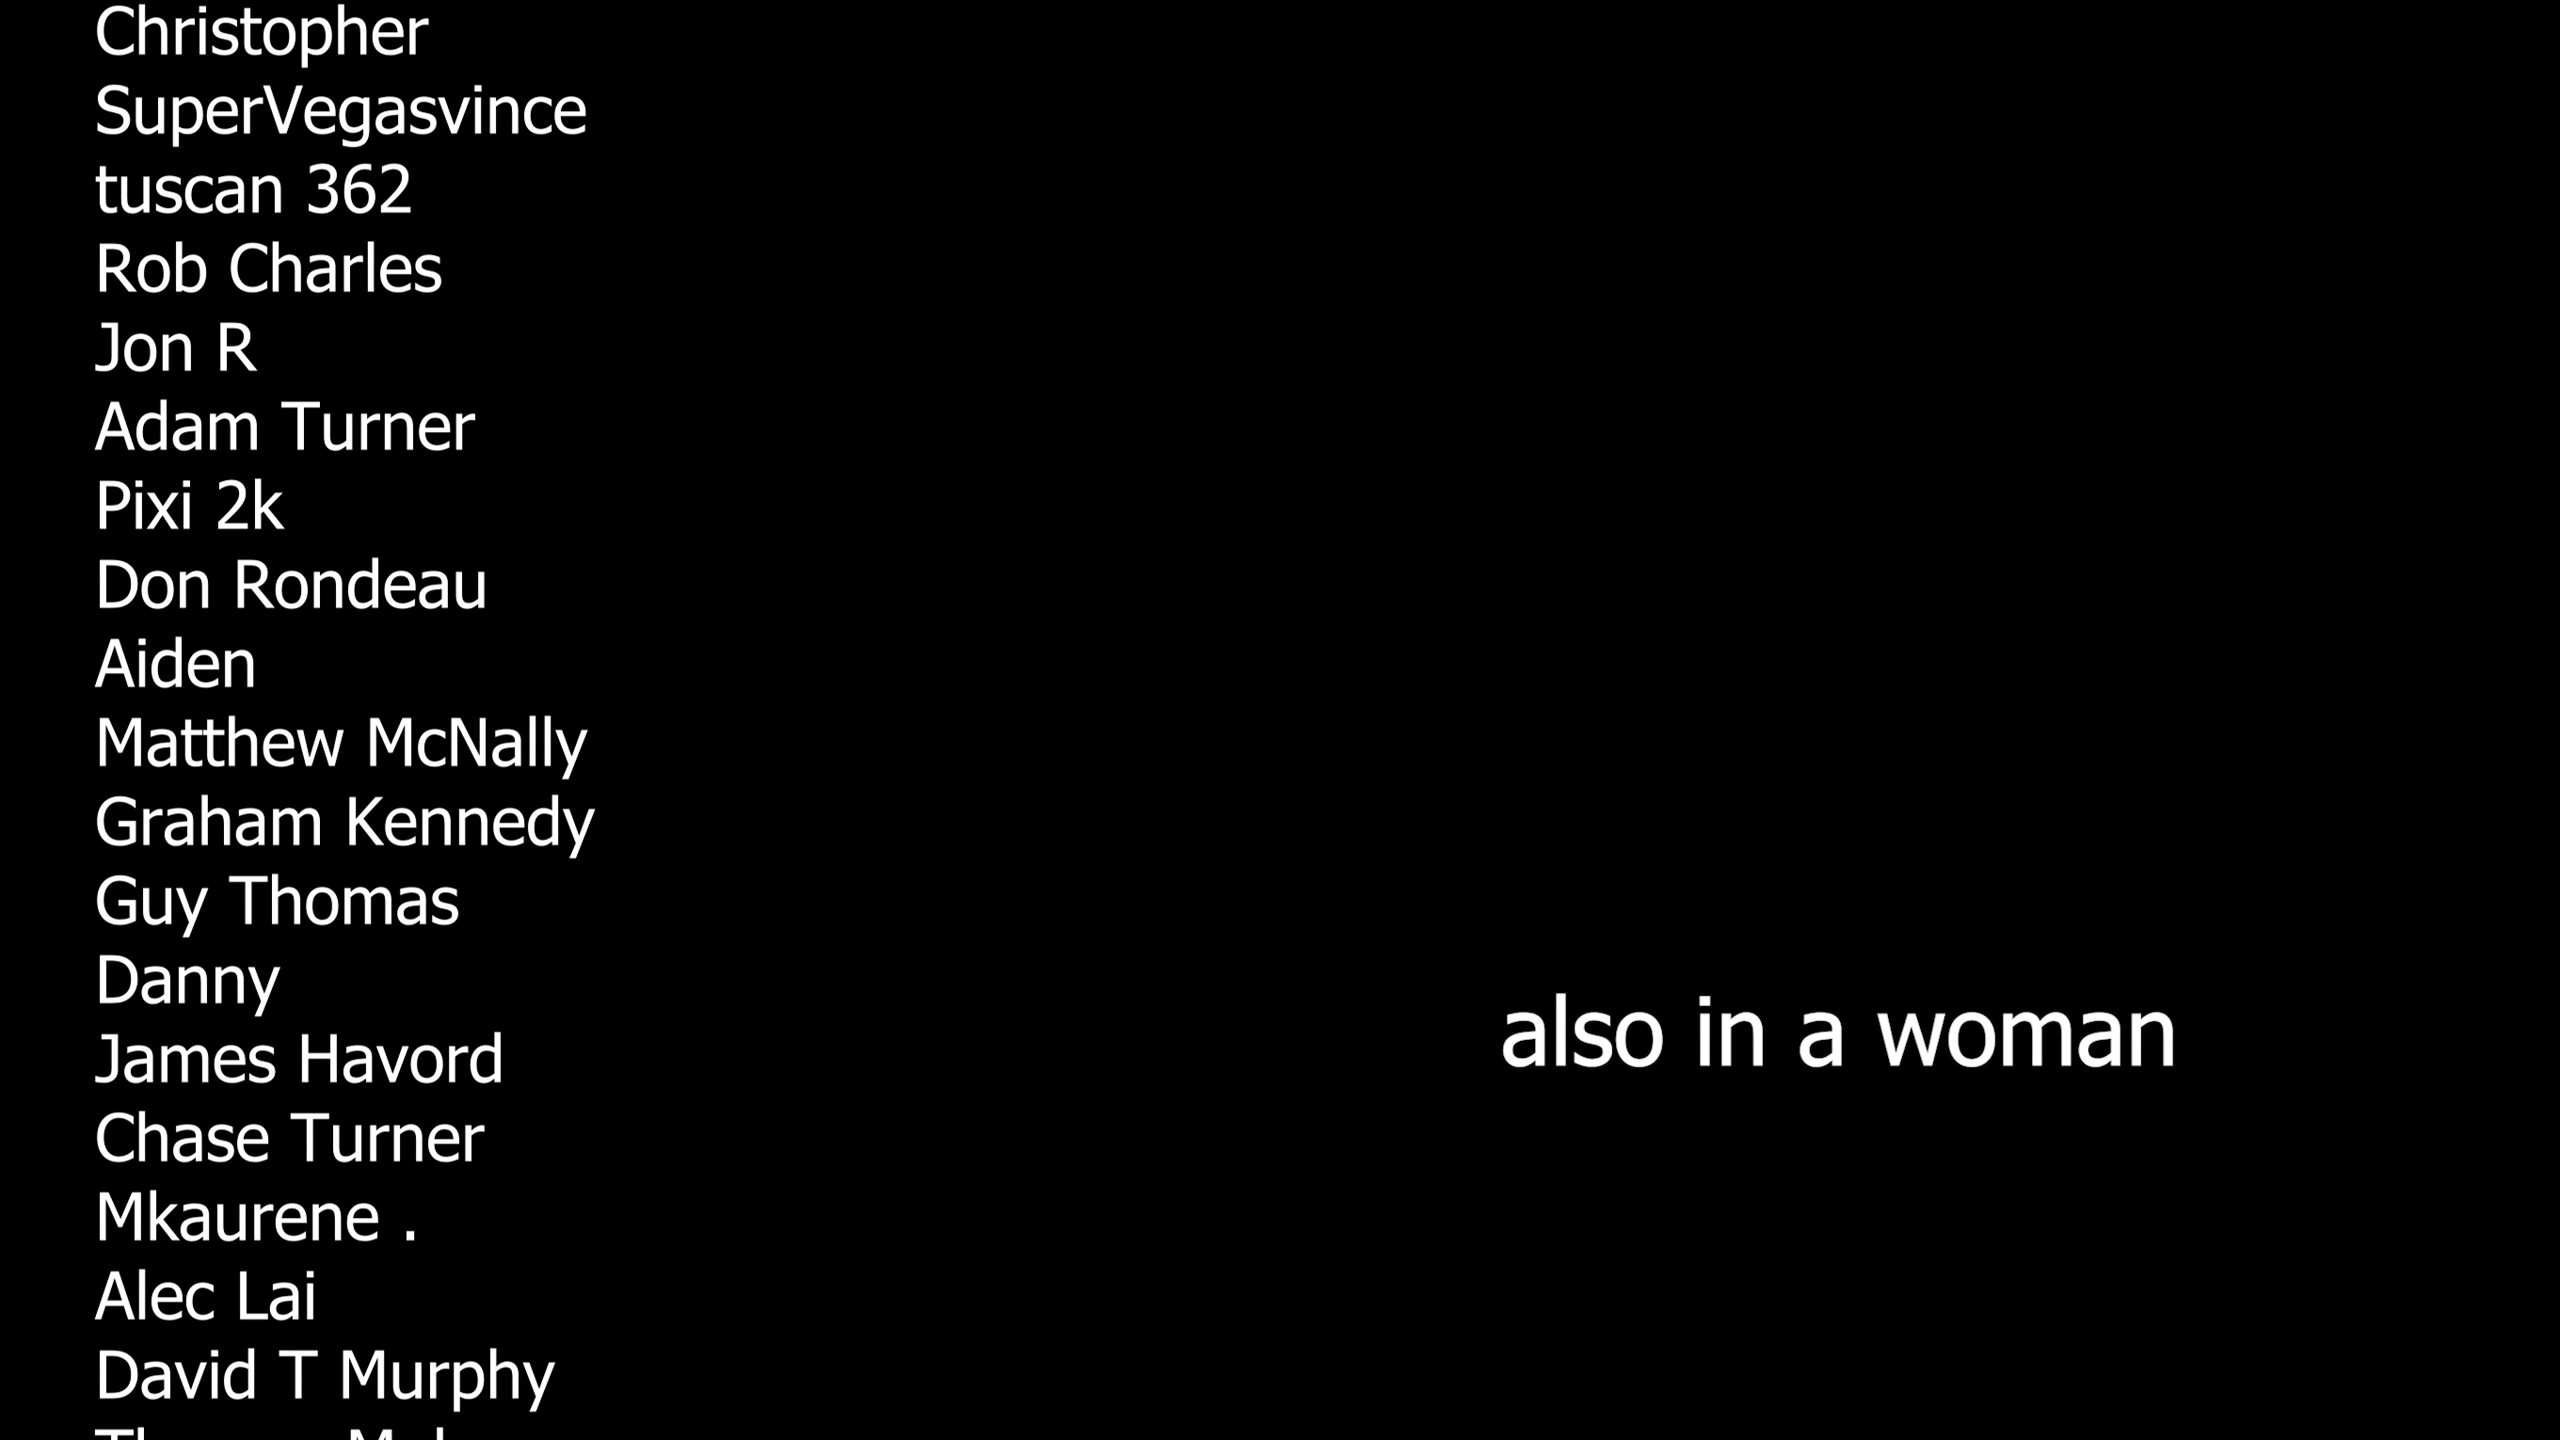 Christopher
SuperVegasvince
tuscan 362
Rob Charles
Jon R
Adam Turner
Pixi 2k
Don Rondeau
Aiden
Matthew McNally
Graham Kennedy
Guy Thomas
Danny
James Havord
Chase Turner
Mkaurene .
Alec Lai
David T Murphy
also in a woman